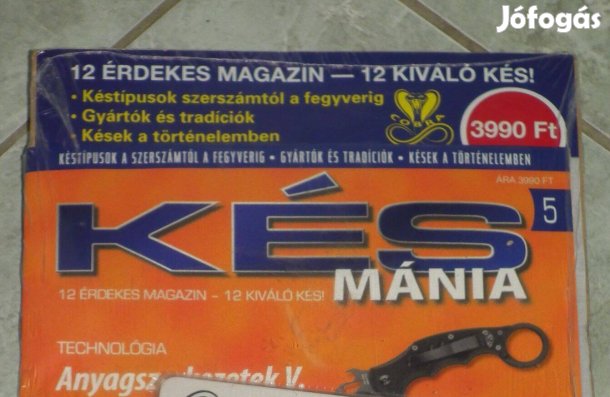 Jófogás
12 ÉRDEKES MAGAZIN — 12 KIVÁLÓ KÉS!
• Késtípusok szerszámtól a fegyverig
• Gyártók és tradíciók
• Kések a történelemben
COBRA
3990 Ft
KÉSTÍPUSOK A SZERSZÁMTÓL A FEGYVERIG • GYÁRTÓK ÉS TRADÍCIÓK • KÉSEK A TÖRTÉNELEMBEN
ÁRA 3990 FT
5
KÉS
MÁNIA
12 ÉRDEKES MAGAZIN – 12 KIVÁLÓ KÉS!
TECHNOLÓGIA
V.